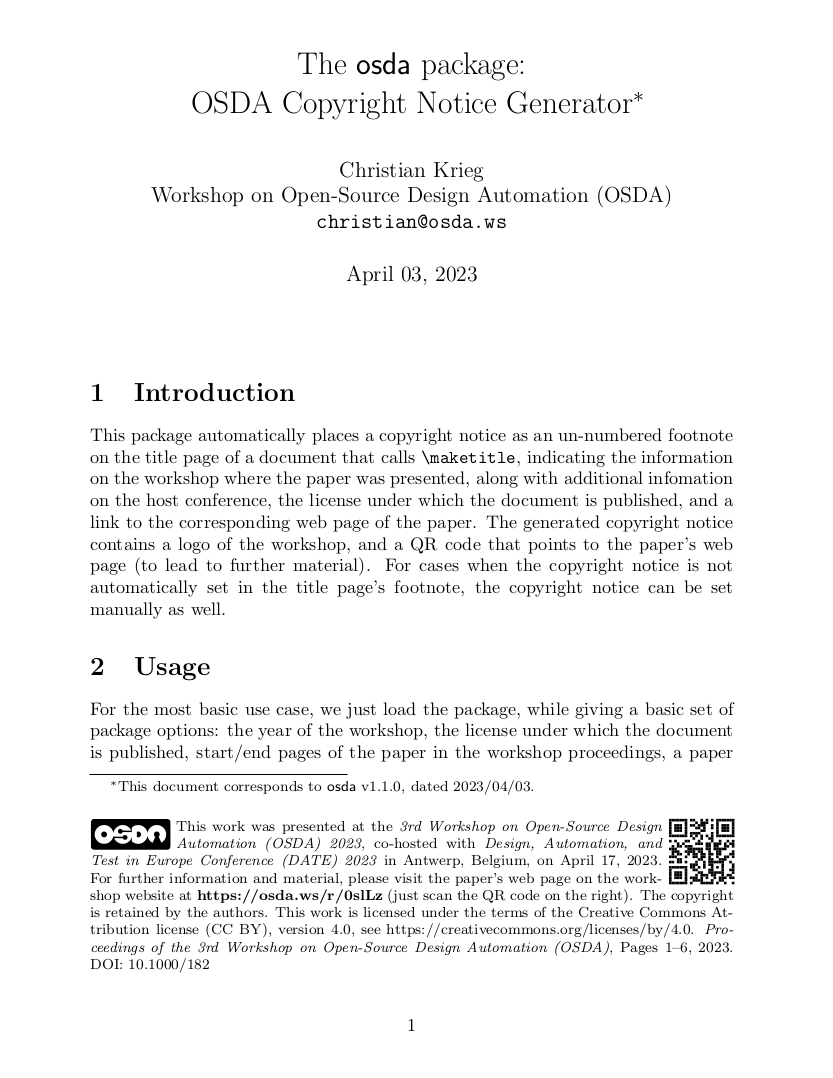 The osda package:
OSDA Copyright Notice Generator*
Christian Krieg
Workshop on Open-Source Design Automation (OSDA)
christian@osda.ws
April 03, 2023
1 Introduction
This package automatically places a copyright notice as an un-numbered footnote
on the title page of a document that calls \maketitle, indicating the information
on the workshop where the paper was presented, along with additional infomation
on the host conference, the license under which the document is published, and a
link to the corresponding web page of the paper. The generated copyright notice
contains a logo of the workshop, and a QR code that points to the paper's web
page (to lead to further material). For cases when the copyright notice is not
automatically set in the title page's footnote, the copyright notice can be set
manually as well.
2 Usage
For the most basic use case, we just load the package, while giving a basic set of
package options: the year of the workshop, the license under which the document
is published, start/end pages of the paper in the workshop proceedings, a paper
*This document corresponds to osda v1.1.0, dated 2023/04/03.
OSDA This work was presented at the 3rd Workshop on Open-Source Design
Automation (OSDA) 2023, co-hosted with Design, Automation, and
Test in Europe Conference (DATE) 2023 in Antwerp, Belgium, on April 17, 2023.
For further information and material, please visit the paper's web page on the work-
shop website at https://osda.ws/r/0slLz (just scan the QR code on the right). The copyright
is retained by the authors. This work is licensed under the terms of the Creative Commons At-
tribution license (CC BY), version 4.0, see https://creativecommons.org/licenses/by/4.0. Pro-
ceedings of the 3rd Workshop on Open-Source Design Automation (OSDA), Pages 1–6, 2023.
DOI: 10.1000/182
1